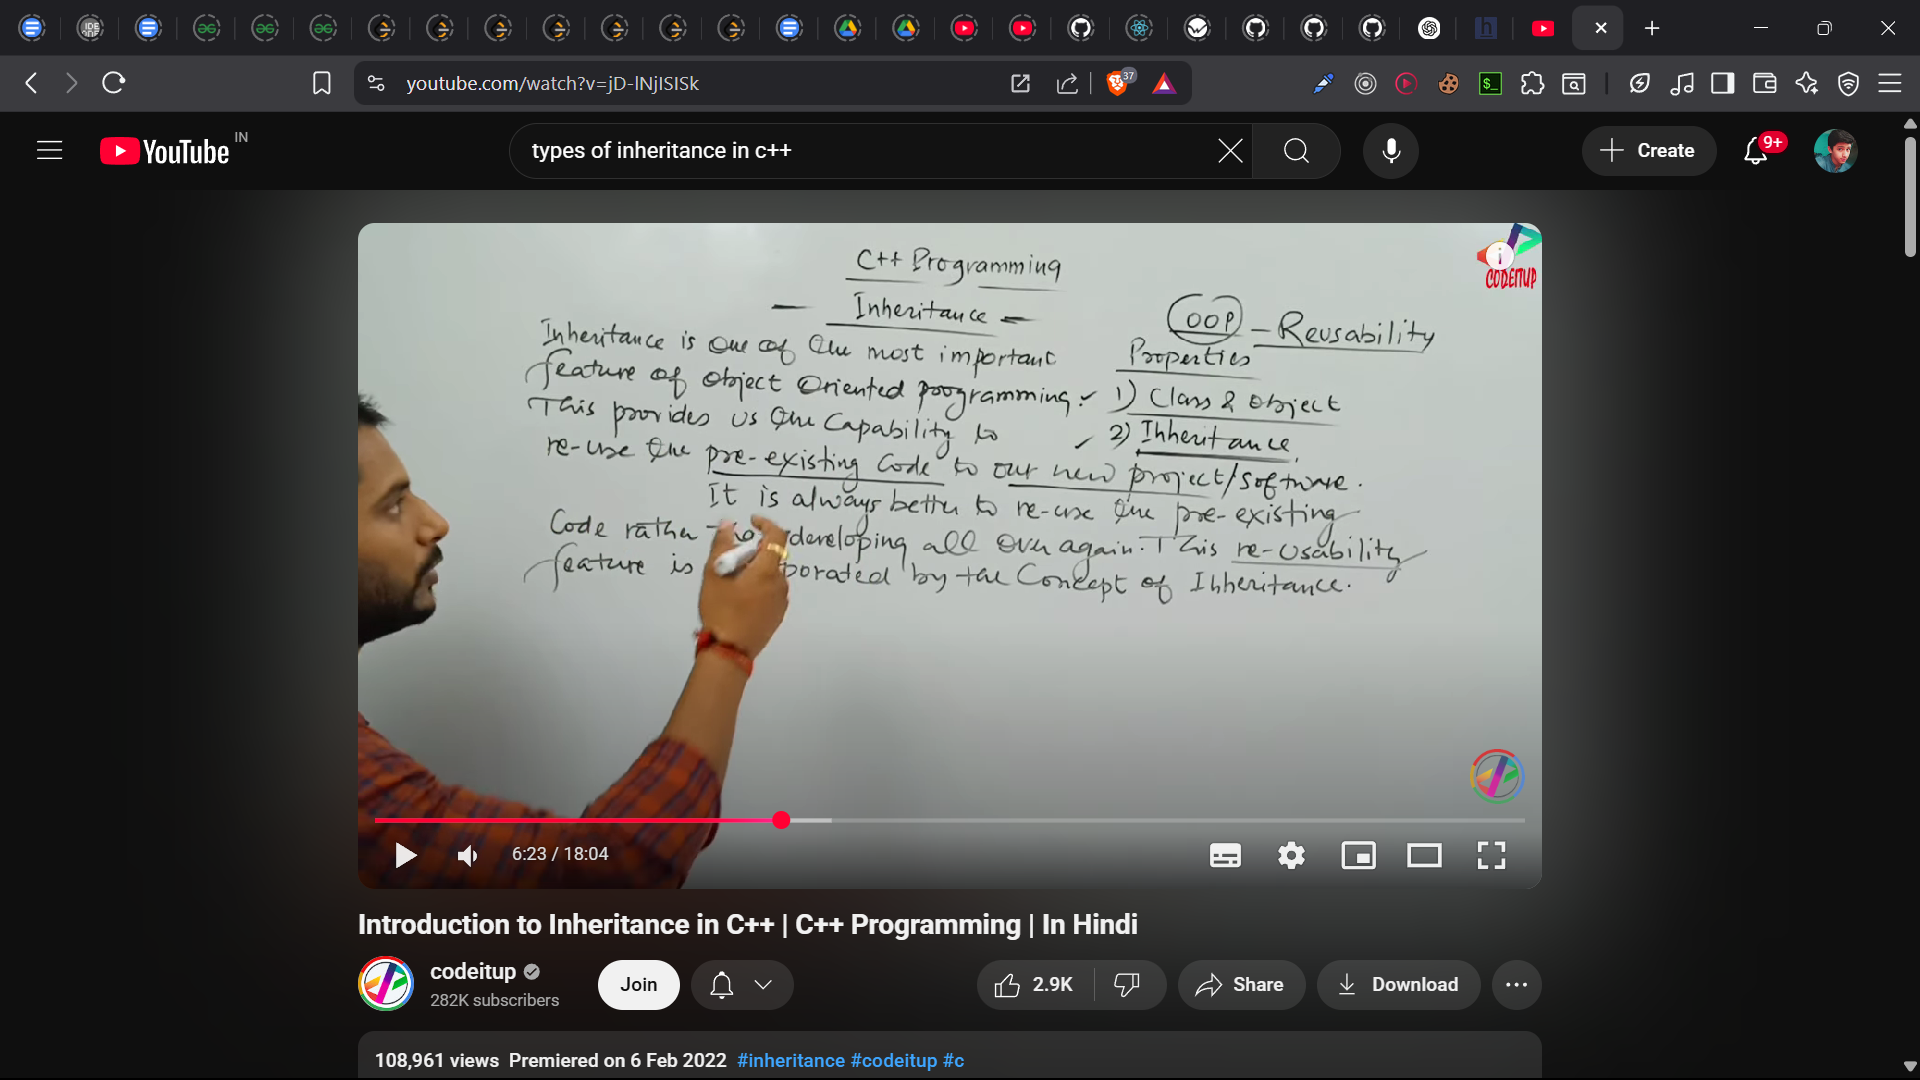 youtube.com/watch?v=jD-lNjISISk
37
YouTube IN
types of inheritance in c++
Create
9+
C++ Programming
Inheritance
Inheritance is one of the most important
feature of object oriented programming.
This provides us the Capability to
re-use the pre-existing Code to our new project/software.
It is always better to re-use the pre-existing
Code rather developing all over again. This re-usability
feature is by the Concept of Inheritance.
OOP - Reusability
Properties
1) Class & object
2) Inheritance
CODEITUP
6:23 / 18:04
Introduction to Inheritance in C++ | C++ Programming | In Hindi
codeitup
282K subscribers
Join
2.9K
Share
Download
108,961 views Premiered on 6 Feb 2022 #inheritance #codeitup #c